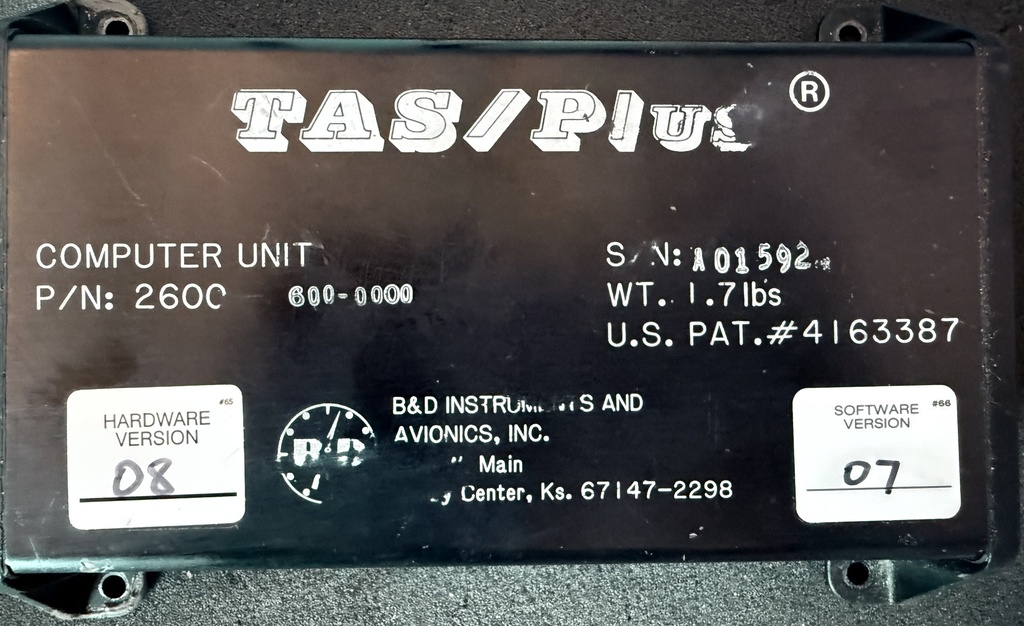 TAS/Plus ®
COMPUTER UNIT
P/N: 2600 600-0000
S/N: A01592
WT. 1.7lbs
U.S. PAT.#4163387
#65
HARDWARE
VERSION
08
B&D
B&D INSTRUMENTS AND
AVIONICS, INC.
Main
Center, Ks. 67147-2298
#66
SOFTWARE
VERSION
07